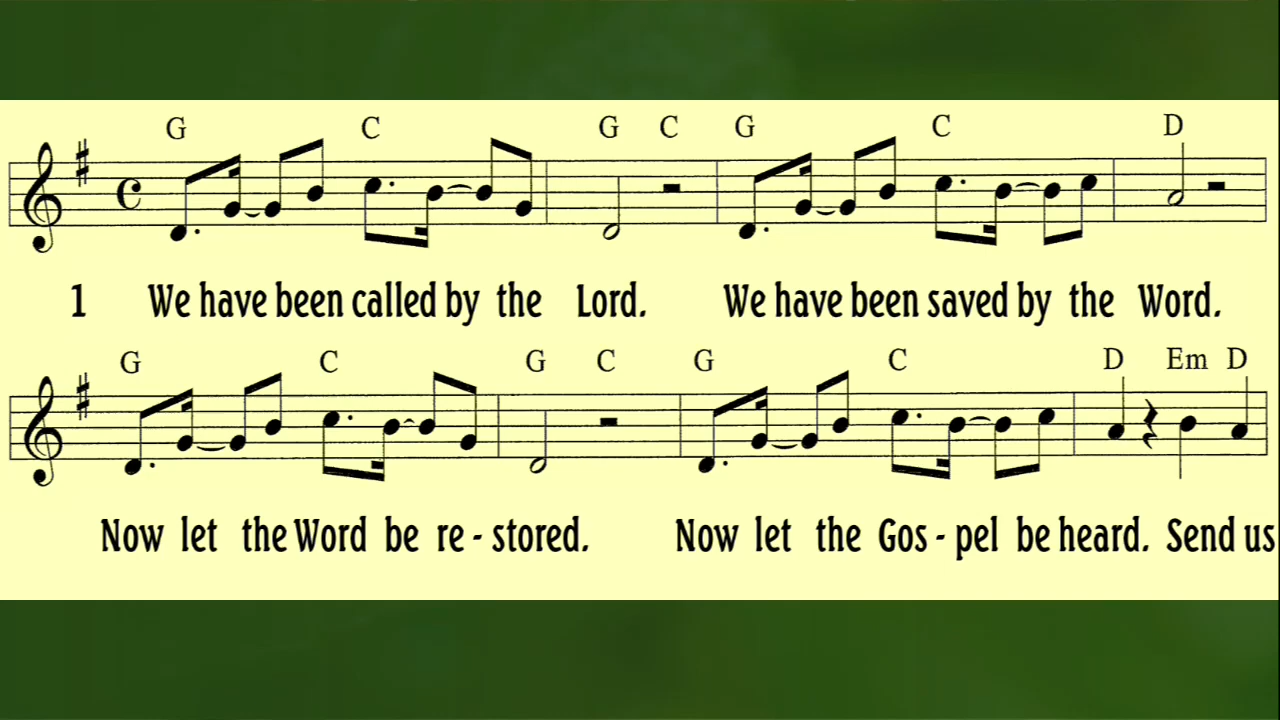 G C G C G C D
1 We have been called by the Lord. We have been saved by the Word.
G C G C G C D Em D
Now let the Word be re - stored. Now let the Gos - pel be heard. Send us